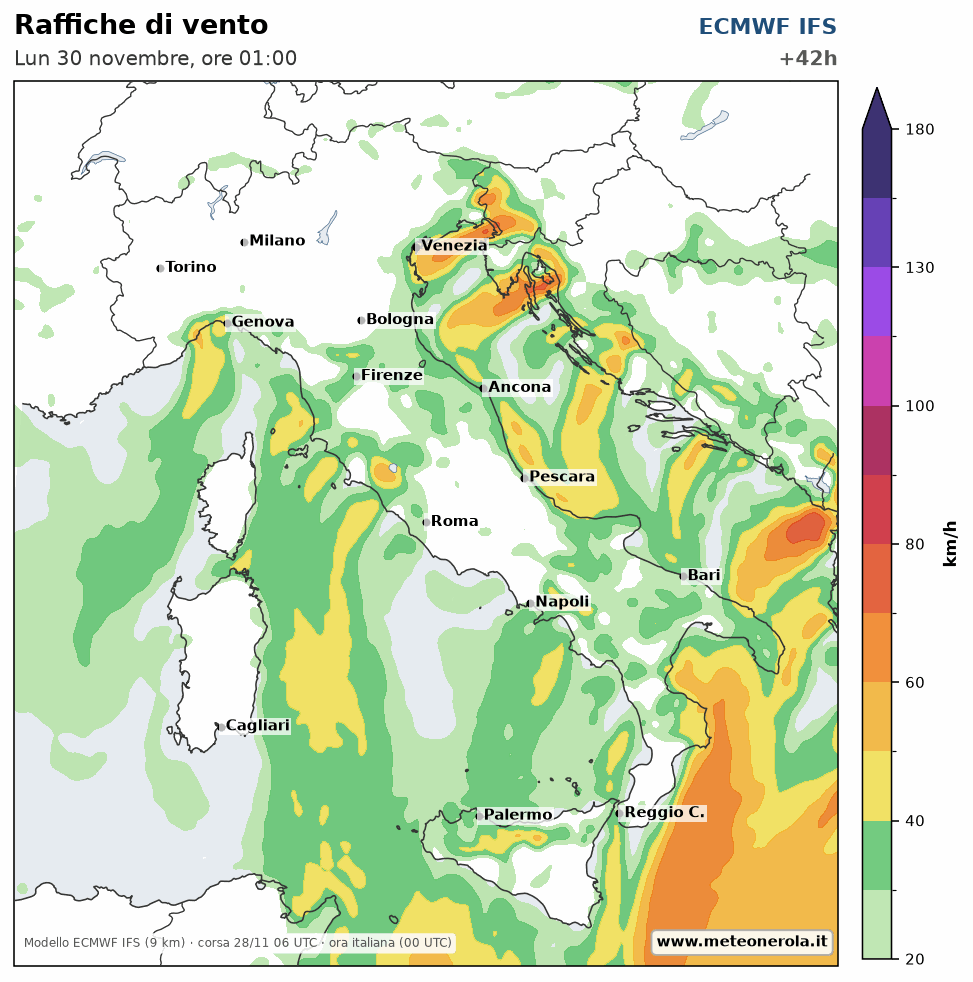 Raffiche di vento
ECMWF IFS
Lun 30 novembre, ore 01:00
+42h
180
130
100
80
60
40
20
km/h
Milano
Torino
Venezia
Genova
Bologna
Firenze
Ancona
Pescara
Roma
Bari
Napoli
Cagliari
Palermo
Reggio C.
Modello ECMWF IFS (9 km) · corsa 28/11 06 UTC · ora italiana (00 UTC)
www.meteonerola.it